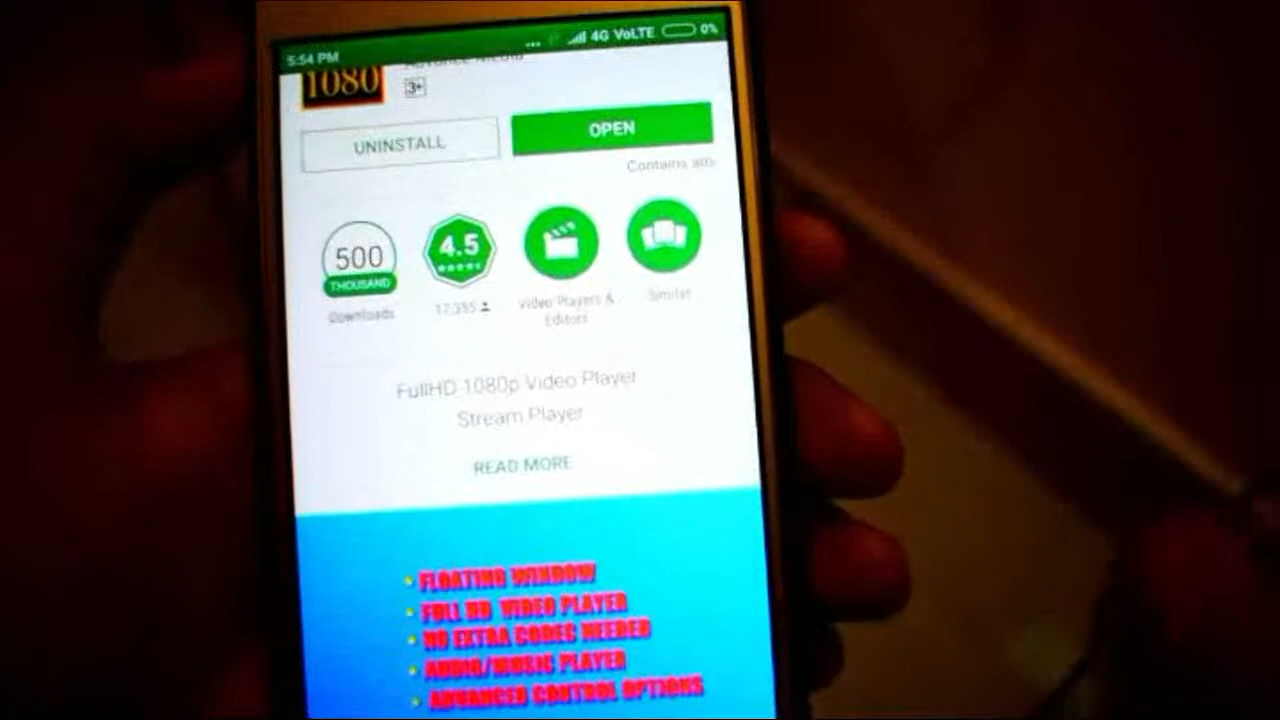 5:54 PM ... 4G VoLTE 0%
1080
3+
UNINSTALL
OPEN
Contains ads
500
THOUSAND
4.5
Downloads
Video Players &
Editors
Similar
FullHD 1080p Video Player
Stream Player
READ MORE
• FLOATING WINDOW
• FULL HD VIDEO PLAYER
• NO EXTRA CODEC NEEDED
• AUDIO/MUSIC PLAYER
• ADVANCED CONTROL OPTIONS